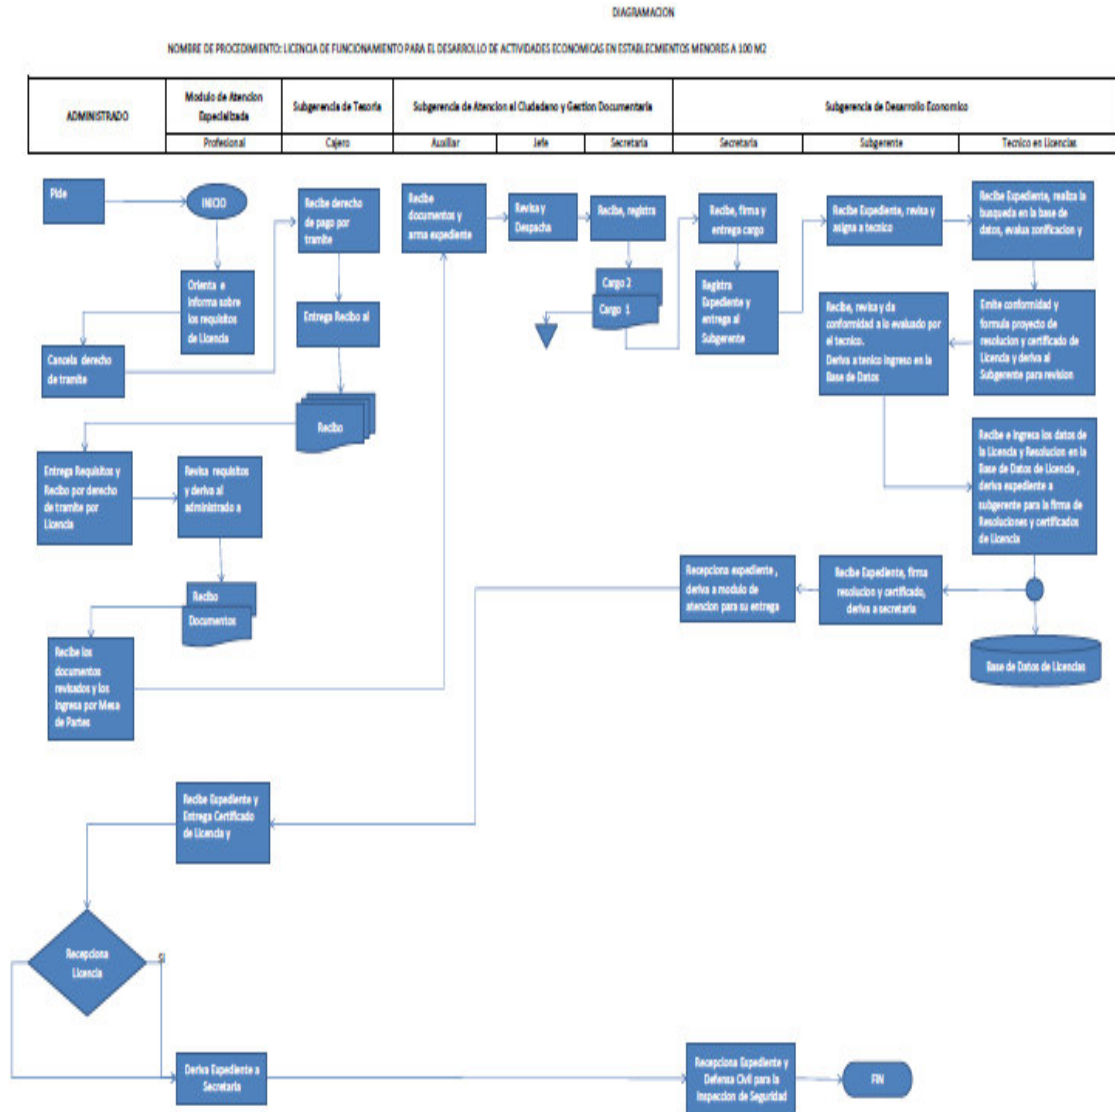 DIAGRAMACION
NOMBRE DE PROCEDIMIENTO: LICENCIA DE FUNCIONAMIENTO PARA EL DESARROLLO DE ACTIVIDADES ECONOMICAS EN ESTABLECMIENTOS MENORES A 100 M2
ADMINISTRADO
Modulo de Atencion
Especializada
Profesional
Subgerencia de Tesoria
Cajero
Subgerencia de Atencion al Ciudadano y Gestion Documentaria
Auxiliar
Jefe
Secretaria
Subgerencia de Desarrollo Economico
Secretaria
Subgerente
Tecnico en Licencias
Pide
INICIO
Recibe derecho
de pago por
tramite
Recibe
documentos y
arma expediente
Revisa y
Despacha
Recibe, registra
Recibe, firma y
entrega cargo
Recibe Expediente, revisa y
asigna a tecnico
Recibe Expediente, realiza la
busqueda en la base de
datos, evalua zonificacion y
Orienta e
informa sobre
los requisitos
de Licencia
Entrega Recibo al
Cargo 2
Cargo 1
Registra
Expediente y
entrega al
Subgerente
Recibe, revisa y da
conformidad a lo evaluado por
el tecnico.
Deriva a tenico ingreso en la
Base de Datos
Emite conformidad y
formula proyecto de
resolucion y certificado de
Licencia y deriva al
Subgerente para revision
Cancela derecho
de tramite
Recibo
Entrega Requisitos y
Recibo por derecho
de tramite por
Licencia
Revisa requisitos
y deriva al
administrado a
Recibe e ingresa los datos de
la Licencia y Resolucion en la
Base de Datos de Licencia ,
deriva expediente a
subgerente para la firma de
Resoluciones y certificados
de Licencia
Recibo
Documentos
Recepciona expediente ,
deriva a modulo de
atencion para su entrega
Recibe Expediente, firma
resolucion y certificado,
deriva a secretaria
Base de Datos de Licencias
Recibe los
documentos
revisados y los
ingresa por Mesa
de Partes
Recibe Expediente y
Entrega Certificado
de Licencia y
Recepciona
Licencia
SI
Deriva Expediente a
Secretaria
Recepciona Expediente y
Defensa Civil para la
Inspeccion de Seguridad
FIN